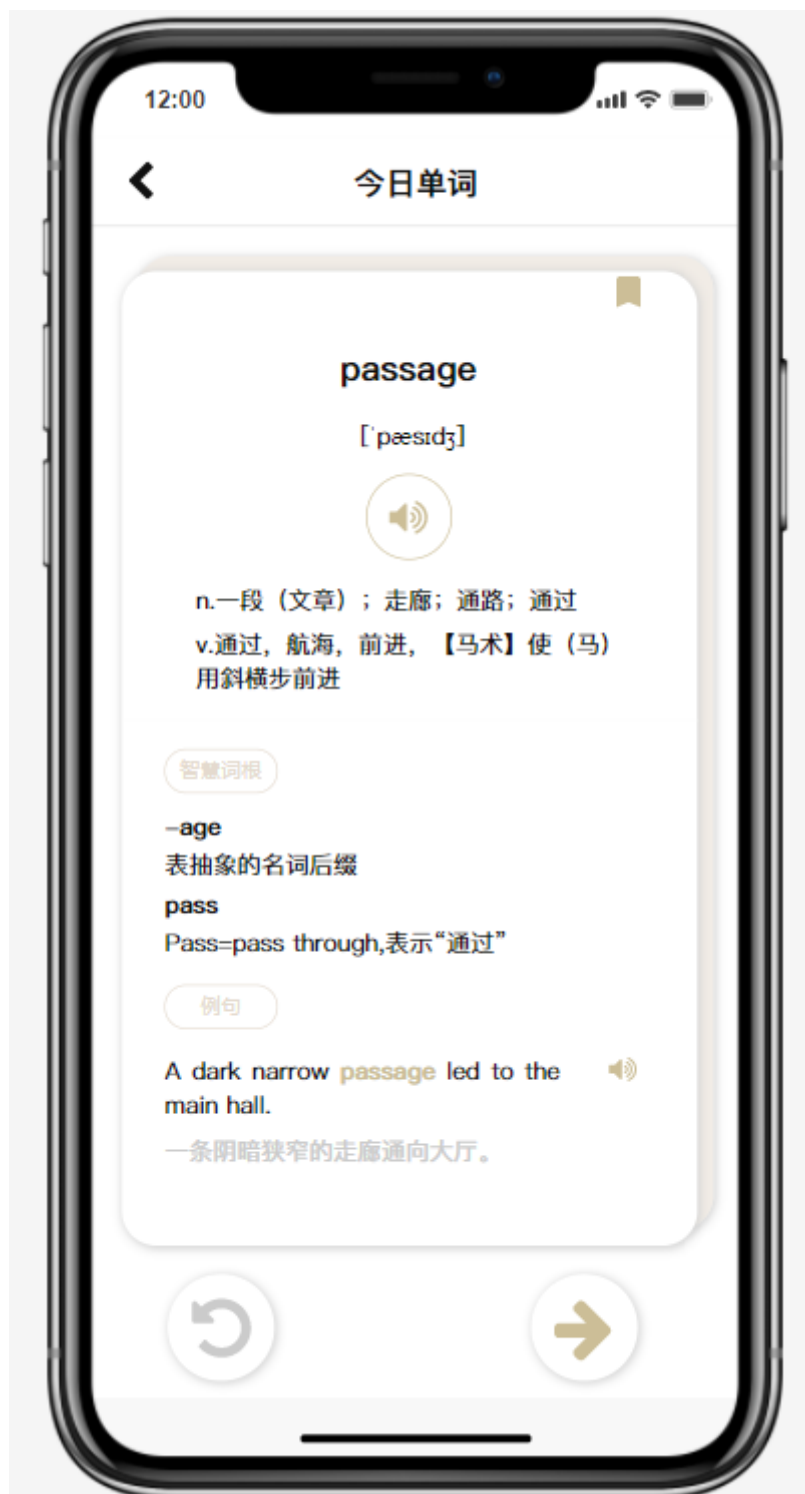 12:00
今日单词
passage
[ˈpæsɪdʒ]
n.一段（文章）；走廊；通路；通过
v.通过，航海，前进，【马术】使（马）
用斜横步前进
智慧词根
–age
表抽象的名词后缀
pass
Pass=pass through,表示“通过”
例句
A dark narrow passage led to the
main hall.
一条阴暗狭窄的走廊通向大厅。